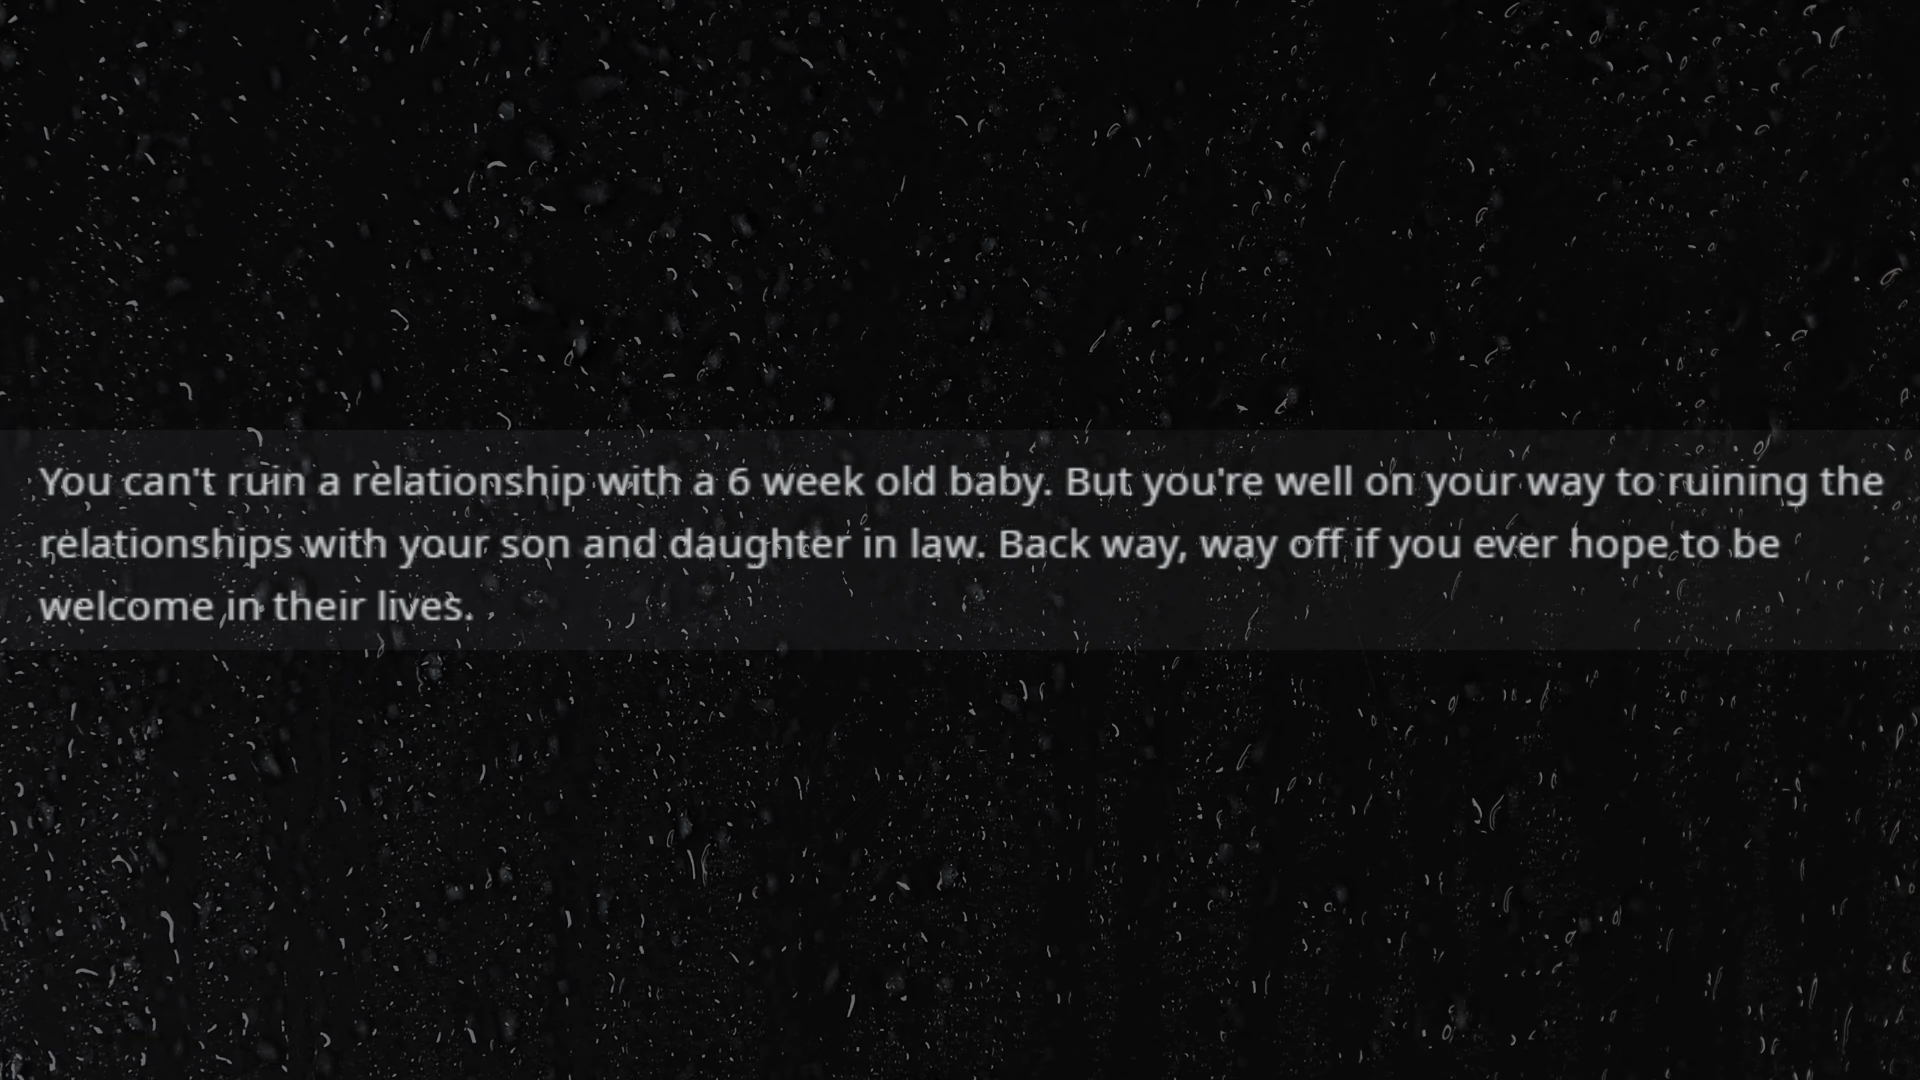 You can't ruin a relationship with a 6 week old baby. But you're well on your way to ruining the
relationships with your son and daughter in law. Back way, way off if you ever hope to be
welcome in their lives.